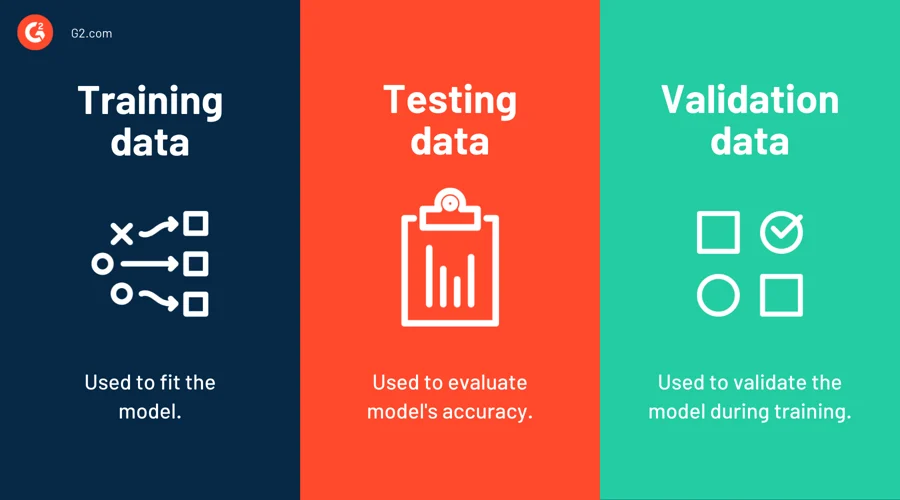 G2
G2.com
Training
data
Used to fit the
model.
Testing
data
Used to evaluate
model's accuracy.
Validation
data
Used to validate the
model during training.